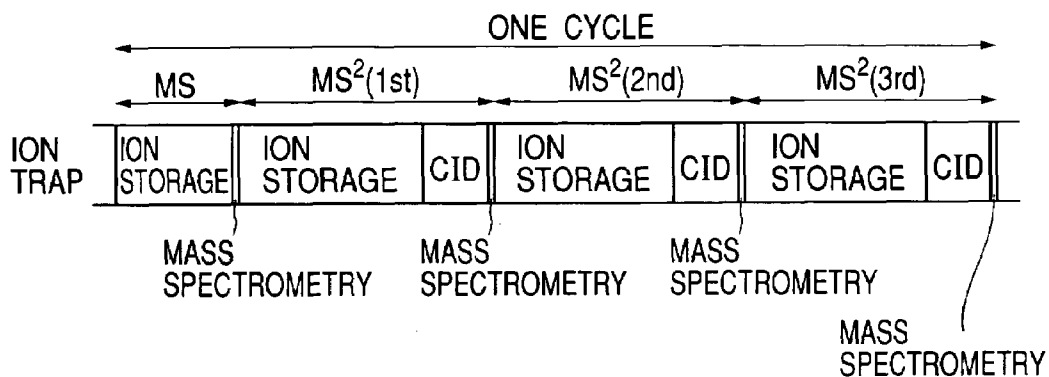 ONE CYCLE
MS
MS²(1st)
MS²(2nd)
MS²(3rd)
ION
TRAP
ION
STORAGE
ION
STORAGE
CID
ION
STORAGE
CID
ION
STORAGE
CID
MASS
SPECTROMETRY
MASS
SPECTROMETRY
MASS
SPECTROMETRY
MASS
SPECTROMETRY